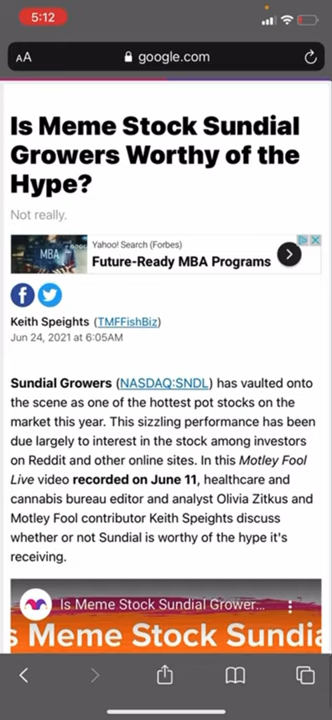 5:12
AA
google.com
Is Meme Stock Sundial
Growers Worthy of the
Hype?
Not really.
MBA
Yahoo! Search (Forbes)
Future-Ready MBA Programs
Keith Speights (TMFFishBiz)
Jun 24, 2021 at 6:05AM
Sundial Growers (NASDAQ:SNDL) has vaulted onto
the scene as one of the hottest pot stocks on the
market this year. This sizzling performance has been
due largely to interest in the stock among investors
on Reddit and other online sites. In this Motley Fool
Live video recorded on June 11, healthcare and
cannabis bureau editor and analyst Olivia Zitkus and
Motley Fool contributor Keith Speights discuss
whether or not Sundial is worthy of the hype it's
receiving.
Is Meme Stock Sundial Grower...
s Meme Stock Sundia